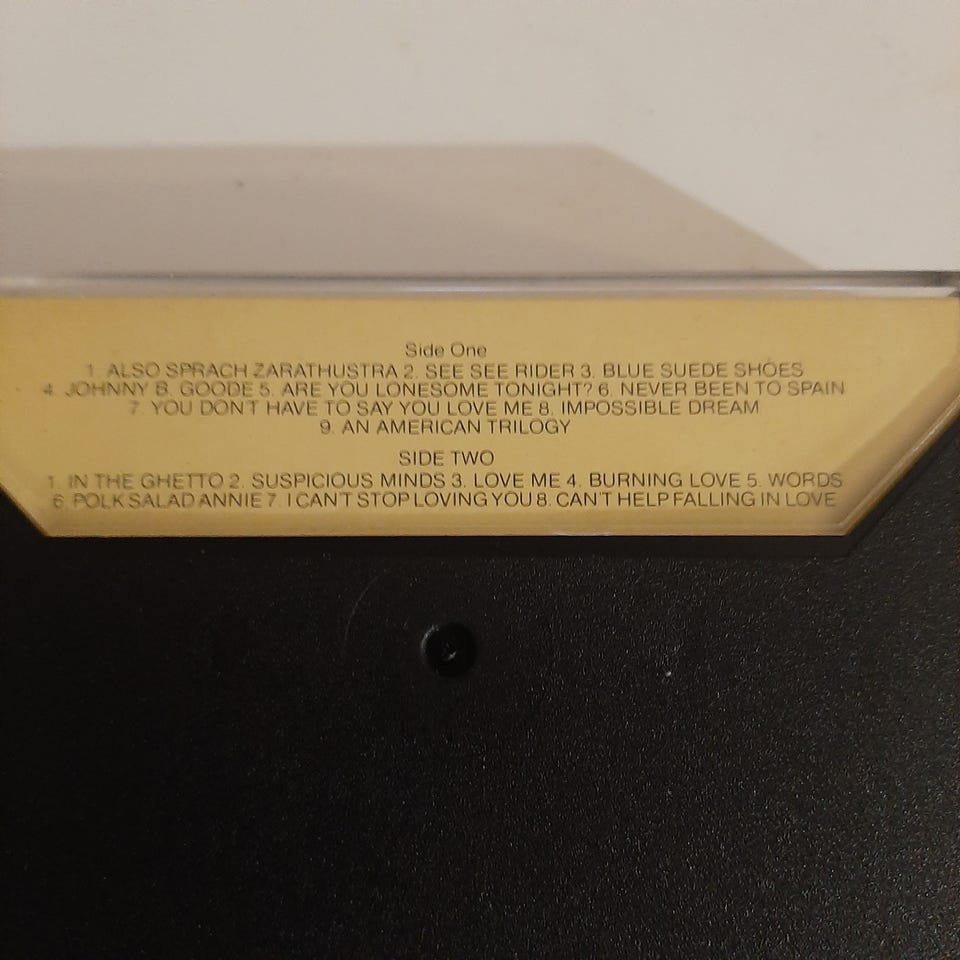 Side One
1. ALSO SPRACH ZARATHUSTRA 2. SEE SEE RIDER 3. BLUE SUEDE SHOES
4. JOHNNY B. GOODE 5. ARE YOU LONESOME TONIGHT? 6. NEVER BEEN TO SPAIN
7. YOU DON'T HAVE TO SAY YOU LOVE ME 8. IMPOSSIBLE DREAM
9. AN AMERICAN TRILOGY
SIDE TWO
1. IN THE GHETTO 2. SUSPICIOUS MINDS 3. LOVE ME 4. BURNING LOVE 5. WORDS
6. POLK SALAD ANNIE 7. I CAN'T STOP LOVING YOU 8. CAN'T HELP FALLING IN LOVE